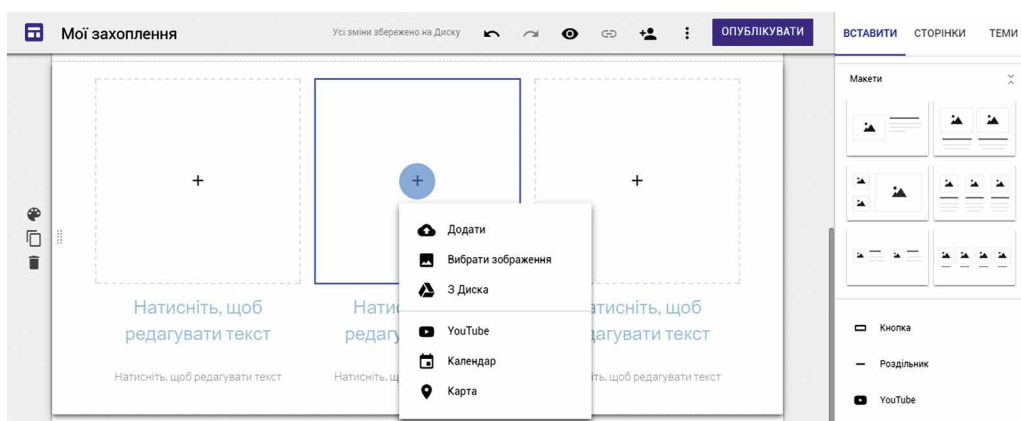 Мої захоплення
Усі зміни збережено на Диску
ОПУБЛІКУВАТИ
ВСТАВИТИ СТОРІНКИ ТЕМИ
Макети
Додати
Вибрати зображення
З Диска
YouTube
Календар
Карта
Натисніть, щоб
редагувати текст
Натисніть, щоб редагувати текст
Натис
редагу
Натисніть, щ
атисніть, щоб
дагувати текст
іть, щоб редагувати текст
Кнопка
Роздільник
YouTube